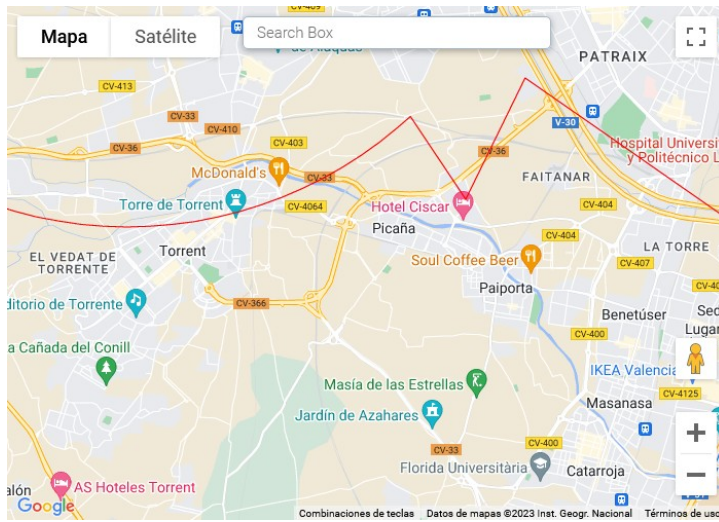 Mapa
Satélite
Search Box
PATRAIX
CV-413
CV-33
CV-410
CV-403
V-30
CV-36
CV-36
McDonald's
CV-33
Hospital Universi
y Politécnico L
FAITANAR
Torre de Torrent
CV-4064
Hotel Ciscar
CV-404
Picaña
CV-404
LA TORRE
EL VEDAT DE
TORRENTE
Torrent
Soul Coffee Beer
CV-407
Paiporta
CV-40
ditorio de Torrente
CV-366
Benetúser
Sed
Lugar
CV-400
a Cañada del Conill
IKEA Valencia
Masía de las Estrellas
CV-4125
Masanasa
Jardín de Azahares
CV-33
CV-400
Florida Universitària
Catarroja
AS Hoteles Torrent
alón
Google
Combinaciones de teclas
Datos de mapas ©2023 Inst. Geogr. Nacional
Términos de uso